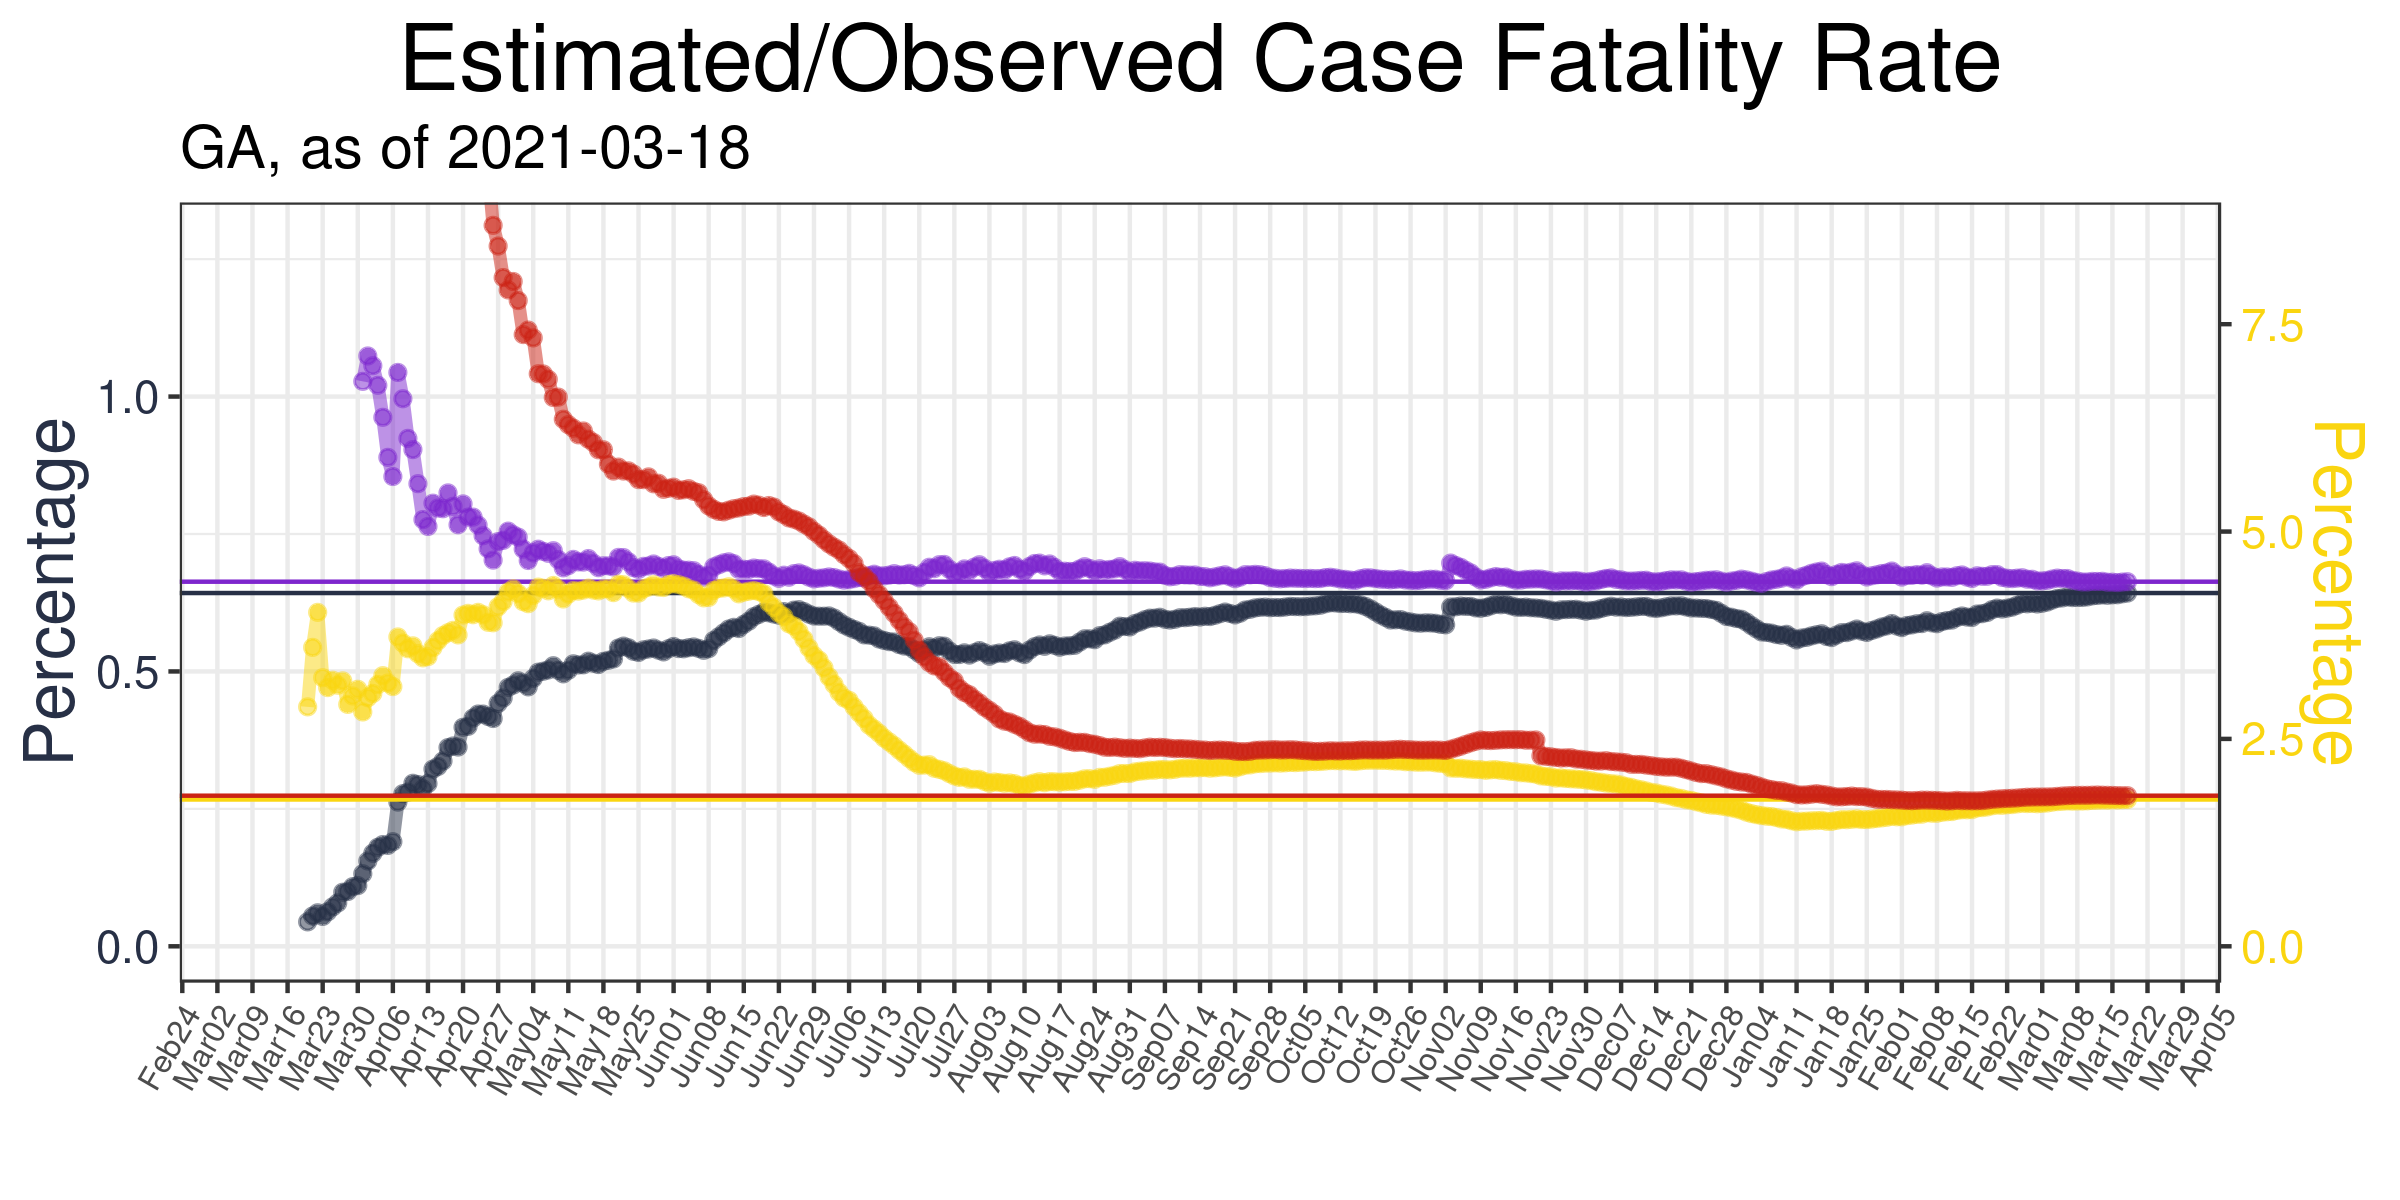 Estimated/Observed Case Fatality Rate
GA, as of 2021-03-18
Percentage
1.0
0.5
0.0
7.5
5.0
2.5
0.0
Percentage
Feb24
Mar02
Mar09
Mar16
Mar23
Mar30
Apr06
Apr13
Apr20
Apr27
May04
May11
May18
May25
Jun01
Jun08
Jun15
Jun22
Jun29
Jul06
Jul13
Jul20
Jul27
Aug03
Aug10
Aug17
Aug24
Aug31
Sep07
Sep14
Sep21
Sep28
Oct05
Oct12
Oct19
Oct26
Nov02
Nov09
Nov16
Nov23
Nov30
Dec07
Dec14
Dec21
Dec28
Jan04
Jan11
Jan18
Jan25
Feb01
Feb08
Feb15
Feb22
Mar01
Mar08
Mar15
Mar22
Mar29
Apr05